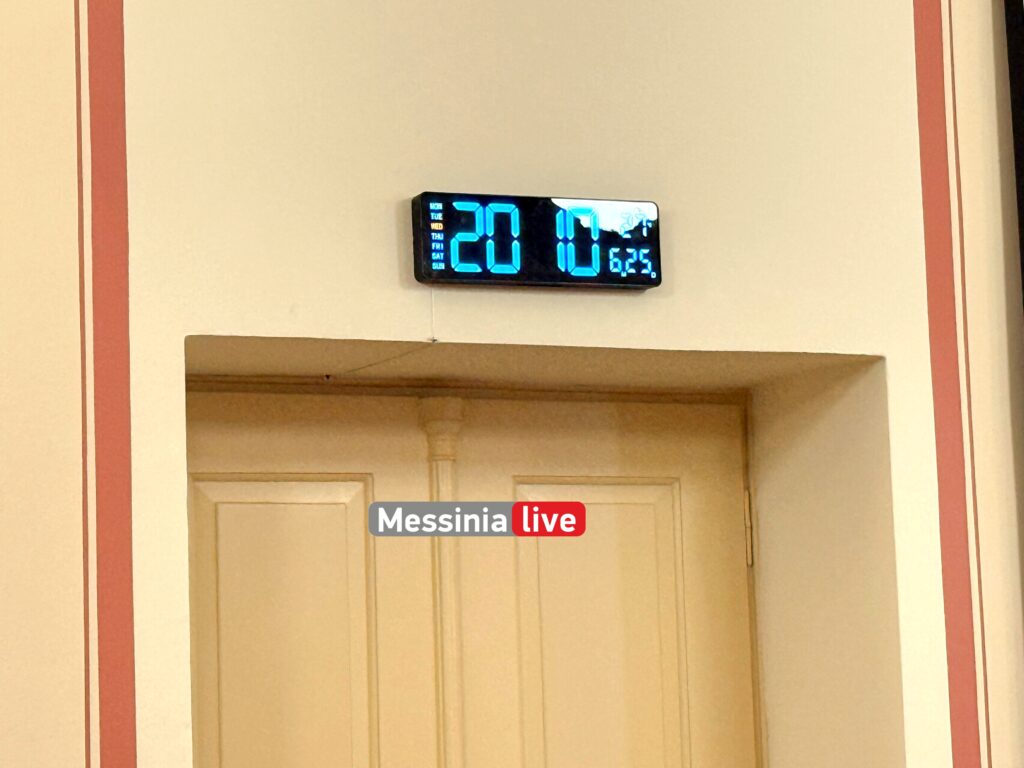 MON
TUE
WED
THU
FRI
SAT
SUN
20 10
6 25
Messinia live